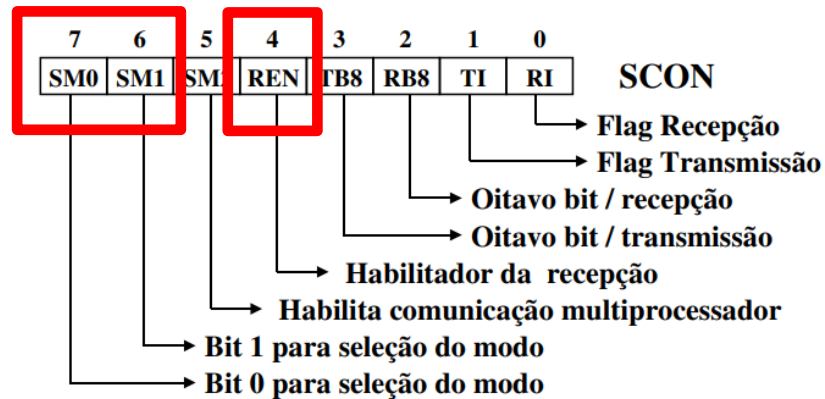 7 6 5 4 3 2 1 0
SM0 SM1 SM2 REN TB8 RB8 TI RI SCON
Flag Recepção
Flag Transmissão
Oitavo bit / recepção
Oitavo bit / transmissão
Habilitador da recepção
Habilita comunicação multiprocessador
Bit 1 para seleção do modo
Bit 0 para seleção do modo